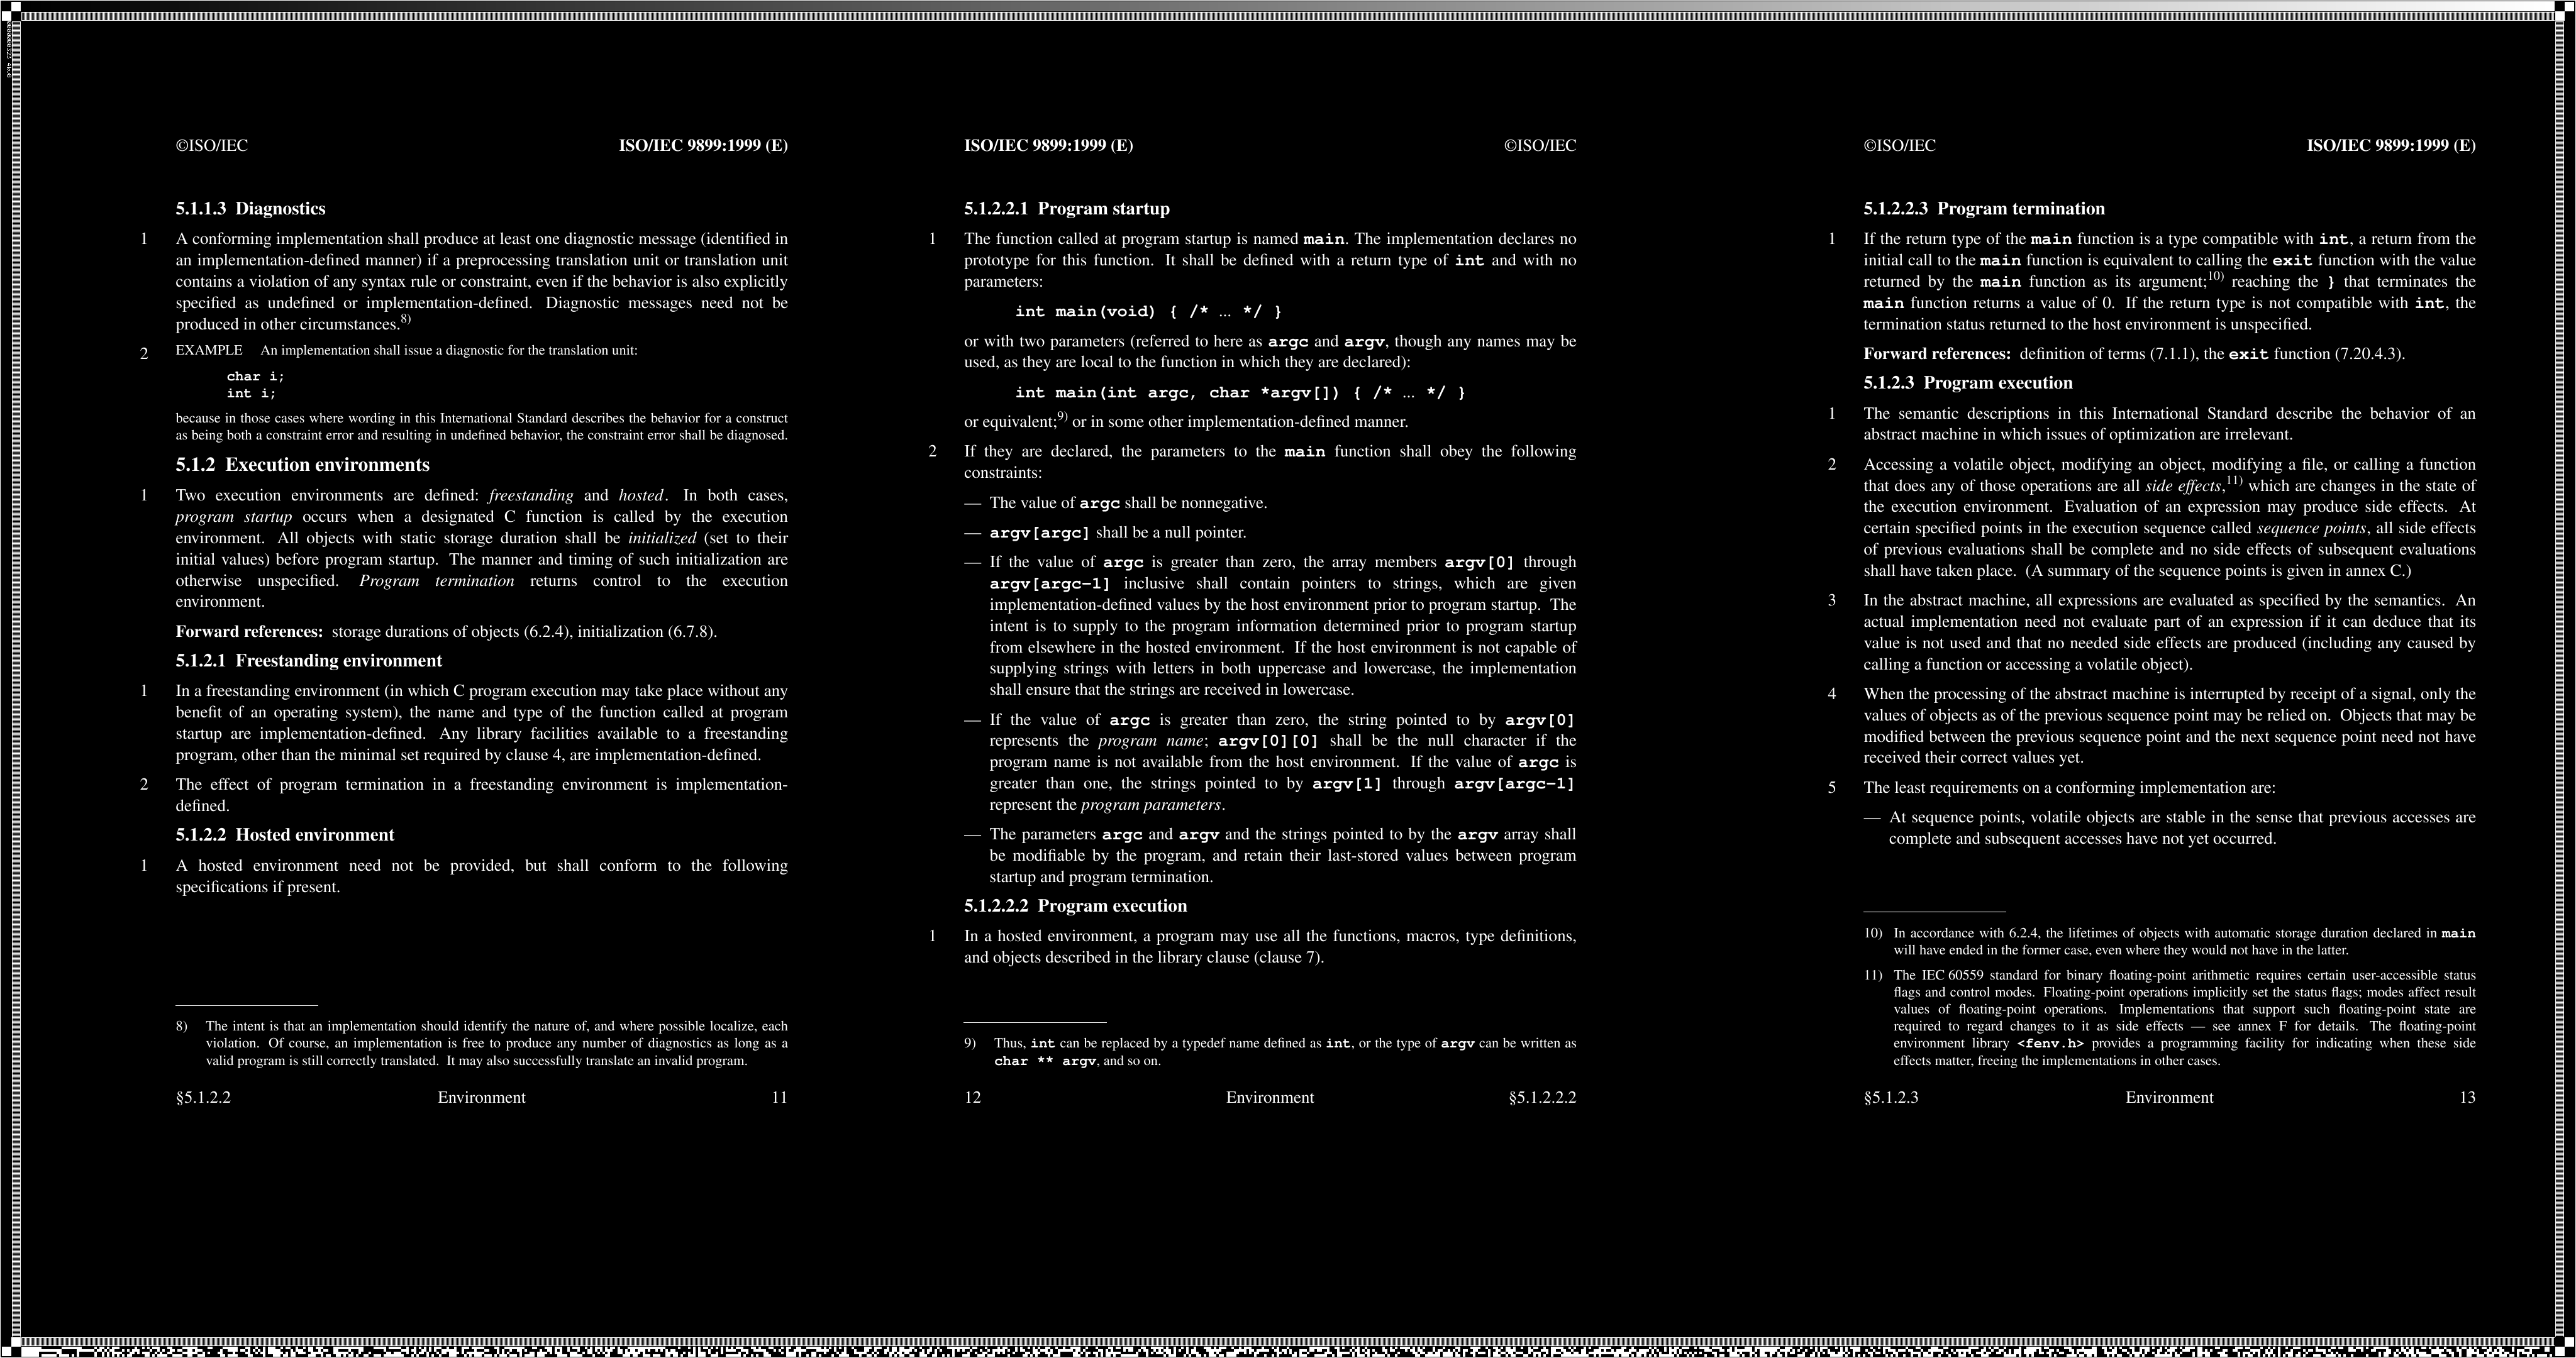 ©ISO/IEC ISO/IEC 9899:1999 (E)
5.1.1.3 Diagnostics
1 A conforming implementation shall produce at least one diagnostic message (identified in
an implementation-defined manner) if a preprocessing translation unit or translation unit
contains a violation of any syntax rule or constraint, even if the behavior is also explicitly
specified as undefined or implementation-defined. Diagnostic messages need not be
produced in other circumstances.8)
2 EXAMPLE An implementation shall issue a diagnostic for the translation unit:
char i;
int i;
because in those cases where wording in this International Standard describes the behavior for a construct
as being both a constraint error and resulting in undefined behavior, the constraint error shall be diagnosed.
5.1.2 Execution environments
1 Two execution environments are defined: freestanding and hosted. In both cases,
program startup occurs when a designated C function is called by the execution
environment. All objects with static storage duration shall be initialized (set to their
initial values) before program startup. The manner and timing of such initialization are
otherwise unspecified. Program termination returns control to the execution
environment.
Forward references: storage durations of objects (6.2.4), initialization (6.7.8).
5.1.2.1 Freestanding environment
1 In a freestanding environment (in which C program execution may take place without any
benefit of an operating system), the name and type of the function called at program
startup are implementation-defined. Any library facilities available to a freestanding
program, other than the minimal set required by clause 4, are implementation-defined.
2 The effect of program termination in a freestanding environment is implementation-
defined.
5.1.2.2 Hosted environment
1 A hosted environment need not be provided, but shall conform to the following
specifications if present.
8) The intent is that an implementation should identify the nature of, and where possible localize, each
violation. Of course, an implementation is free to produce any number of diagnostics as long as a
valid program is still correctly translated. It may also successfully translate an invalid program.
§5.1.2.2 Environment 11
ISO/IEC 9899:1999 (E) ©ISO/IEC
5.1.2.2.1 Program startup
1 The function called at program startup is named main. The implementation declares no
prototype for this function. It shall be defined with a return type of int and with no
parameters:
int main(void) { /* ... */ }
or with two parameters (referred to here as argc and argv, though any names may be
used, as they are local to the function in which they are declared):
int main(int argc, char *argv[]) { /* ... */ }
or equivalent;9) or in some other implementation-defined manner.
2 If they are declared, the parameters to the main function shall obey the following
constraints:
— The value of argc shall be nonnegative.
— argv[argc] shall be a null pointer.
— If the value of argc is greater than zero, the array members argv[0] through
argv[argc-1] inclusive shall contain pointers to strings, which are given
implementation-defined values by the host environment prior to program startup. The
intent is to supply to the program information determined prior to program startup
from elsewhere in the hosted environment. If the host environment is not capable of
supplying strings with letters in both uppercase and lowercase, the implementation
shall ensure that the strings are received in lowercase.
— If the value of argc is greater than zero, the string pointed to by argv[0]
represents the program name; argv[0][0] shall be the null character if the
program name is not available from the host environment. If the value of argc is
greater than one, the strings pointed to by argv[1] through argv[argc-1]
represent the program parameters.
— The parameters argc and argv and the strings pointed to by the argv array shall
be modifiable by the program, and retain their last-stored values between program
startup and program termination.
5.1.2.2.2 Program execution
1 In a hosted environment, a program may use all the functions, macros, type definitions,
and objects described in the library clause (clause 7).
9) Thus, int can be replaced by a typedef name defined as int, or the type of argv can be written as
char ** argv, and so on.
12 Environment §5.1.2.2.2
©ISO/IEC ISO/IEC 9899:1999 (E)
5.1.2.2.3 Program termination
1 If the return type of the main function is a type compatible with int, a return from the
initial call to the main function is equivalent to calling the exit function with the value
returned by the main function as its argument;10) reaching the } that terminates the
main function returns a value of 0. If the return type is not compatible with int, the
termination status returned to the host environment is unspecified.
Forward references: definition of terms (7.1.1), the exit function (7.20.4.3).
5.1.2.3 Program execution
1 The semantic descriptions in this International Standard describe the behavior of an
abstract machine in which issues of optimization are irrelevant.
2 Accessing a volatile object, modifying an object, modifying a file, or calling a function
that does any of those operations are all side effects,11) which are changes in the state of
the execution environment. Evaluation of an expression may produce side effects. At
certain specified points in the execution sequence called sequence points, all side effects
of previous evaluations shall be complete and no side effects of subsequent evaluations
shall have taken place. (A summary of the sequence points is given in annex C.)
3 In the abstract machine, all expressions are evaluated as specified by the semantics. An
actual implementation need not evaluate part of an expression if it can deduce that its
value is not used and that no needed side effects are produced (including any caused by
calling a function or accessing a volatile object).
4 When the processing of the abstract machine is interrupted by receipt of a signal, only the
values of objects as of the previous sequence point may be relied on. Objects that may be
modified between the previous sequence point and the next sequence point need not have
received their correct values yet.
5 The least requirements on a conforming implementation are:
— At sequence points, volatile objects are stable in the sense that previous accesses are
complete and subsequent accesses have not yet occurred.
10) In accordance with 6.2.4, the lifetimes of objects with automatic storage duration declared in main
will have ended in the former case, even where they would not have in the latter.
11) The IEC 60559 standard for binary floating-point arithmetic requires certain user-accessible status
flags and control modes. Floating-point operations implicitly set the status flags; modes affect result
values of floating-point operations. Implementations that support such floating-point state are
required to regard changes to it as side effects — see annex F for details. The floating-point
environment library <fenv.h> provides a programming facility for indicating when these side
effects matter, freeing the implementations in other cases.
§5.1.2.3 Environment 13